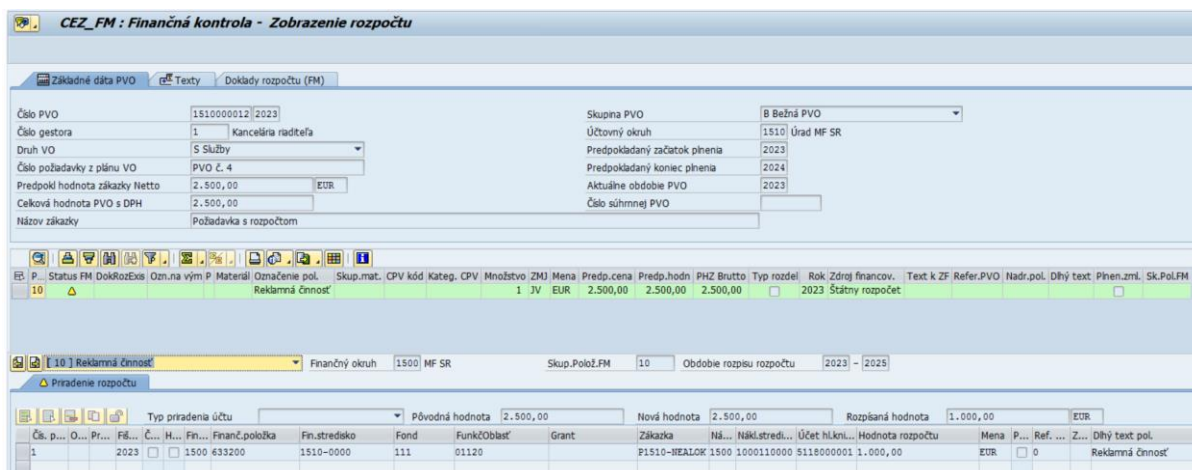 CEZ_FM : Finančná kontrola - Zobrazenie rozpočtu
Základné dáta PVO Texty Doklady rozpočtu (FM)
Číslo PVO 1510000012 2023 Skupina PVO B Bežná PVO
Číslo gestora 1 Kancelária riaditeľa Účtovný okruh 1510 Úrad MF SR
Druh VO S Služby Predpokladaný začiatok plnenia 2023
Číslo požiadavky z plánu VO PVO č. 4 Predpokladaný koniec plnenia 2024
Predpokl hodnota zákazky Netto 2.500,00 EUR Aktuálne obdobie PVO 2023
Celková hodnota PVO s DPH 2.500,00 Číslo súhrnnej PVO
Názov zákazky Požiadavka s rozpočtom
P... Status FM DokRozExis Ozn.na vým P Materiál Označenie pol. Skup.mat. CPV kód Kateg. CPV Množstvo ZMJ Mena Predp.cena Predp.hodn PHZ Brutto Typ rozdel Rok Zdroj financov. Text k ZF Refer.PVO Nadr.pol. Dlhý text Plnen.zml. Sk.Pol.FM
10 Reklamná činnosť 1 JV EUR 2.500,00 2.500,00 2.500,00 2023 Štátny rozpočet
[ 10 ] Reklamná činnosť Finančný okruh 1500 MF SR Skup.Polož.FM 10 Obdobie rozpisu rozpočtu 2023 - 2025
Priradenie rozpočtu
Typ priradenia účtu Pôvodná hodnota 2.500,00 Nová hodnota 2.500,00 Rozpísaná hodnota 1.000,00 EUR
Čís. p... O... Pr... Fiš... Č... H... Fin... Finanč.položka Fin.stredisko Fond FunkčOblasť Grant Zákazka Ná... Nákl.stredi... Účet hl.kni... Hodnota rozpočtu Mena P... Ref. ... Z... Dlhý text pol.
1 2023 1500 633200 1510-0000 111 01120 P1510-NEALOK 1500 1000110000 5118000001 1.000,00 EUR 0 Reklamná činnosť